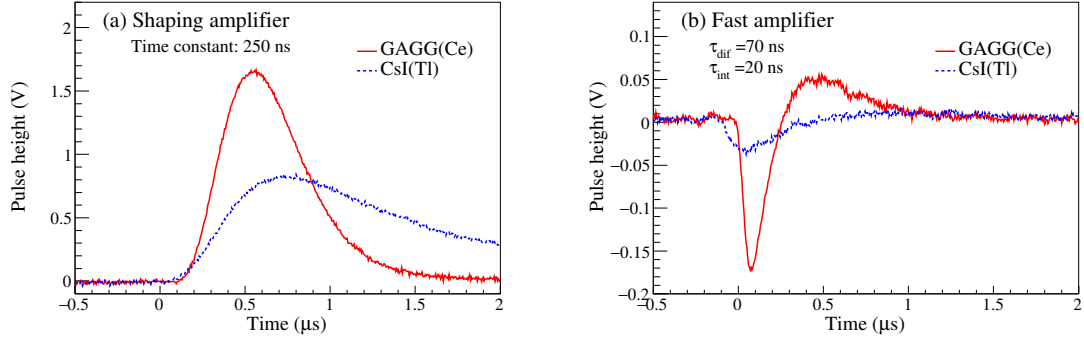 (a) Shaping amplifier
Time constant: 250 ns
GAGG(Ce)
CsI(Tl)
Pulse height (V)
2
1.5
1
0.5
0
−0.5 0 0.5 1 1.5 2
Time (μs)
(b) Fast amplifier
τdif =70 ns
τint =20 ns
GAGG(Ce)
CsI(Tl)
Pulse height (V)
0.1
0.05
0
−0.05
−0.1
−0.15
−0.2
−0.5 0 0.5 1 1.5 2
Time (μs)